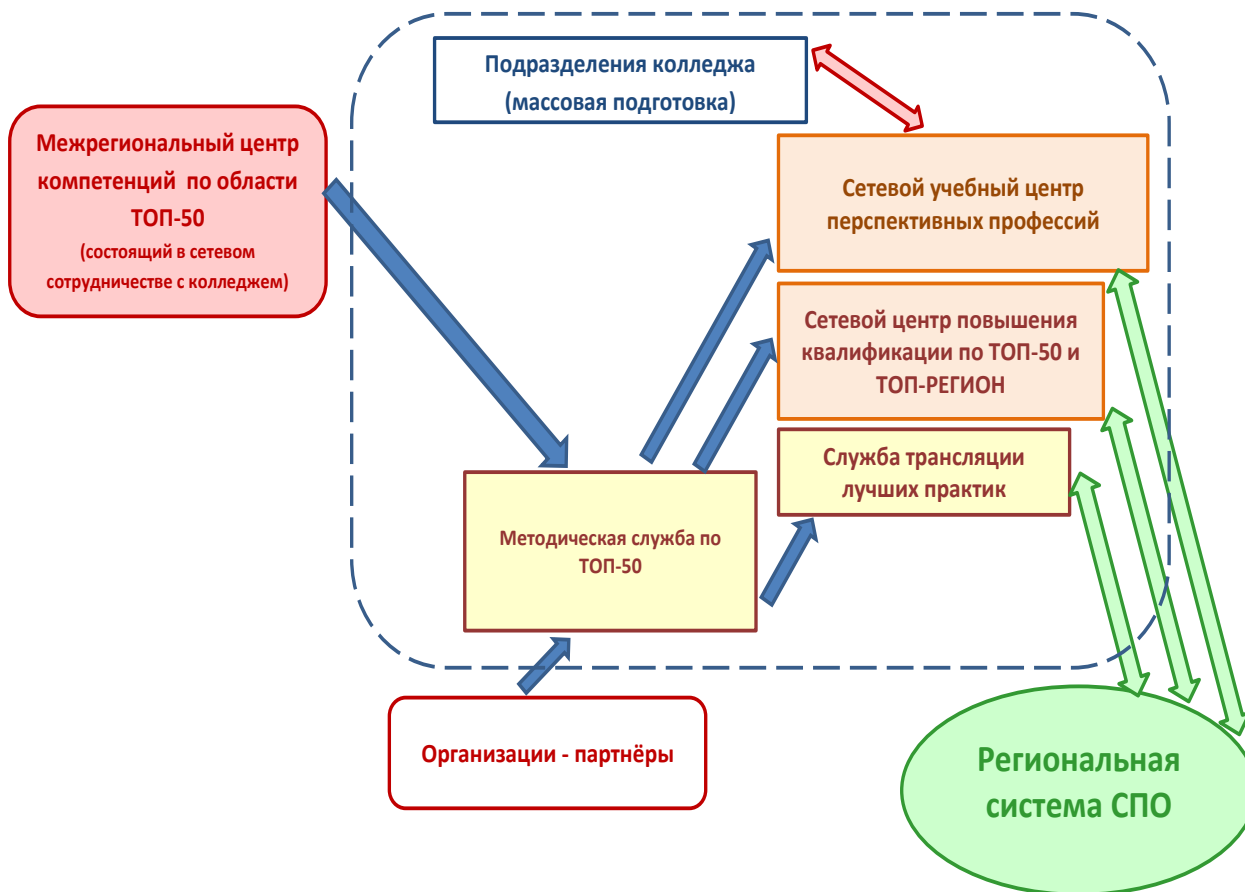 Подразделения колледжа
(массовая подготовка)
Межрегиональный центр
компетенций по области
ТОП-50
(состоящий в сетевом
сотрудничестве с колледжем)
Сетевой учебный центр
перспективных профессий
Сетевой центр повышения
квалификации по ТОП-50 и
ТОП-РЕГИОН
Служба трансляции
лучших практик
Методическая служба по
ТОП-50
Организации - партнёры
Региональная
система СПО